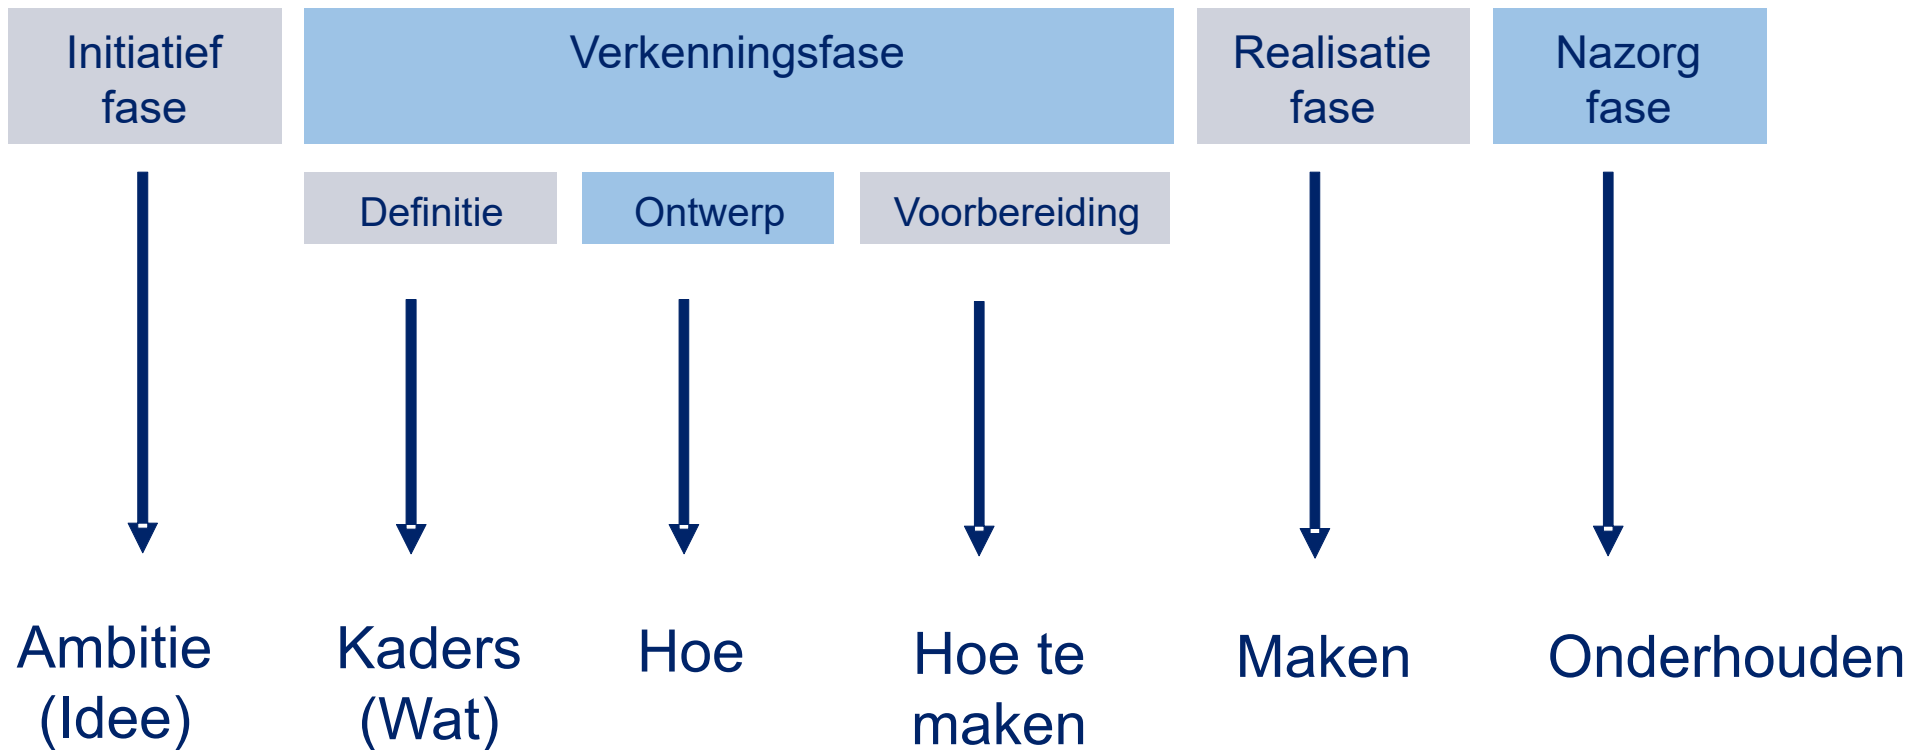 Initiatief
fase
Verkenningsfase
Realisatie
fase
Nazorg
fase
Definitie
Ontwerp
Voorbereiding
Ambitie
(Idee)
Kaders
(Wat)
Hoe
Hoe te
maken
Maken
Onderhouden